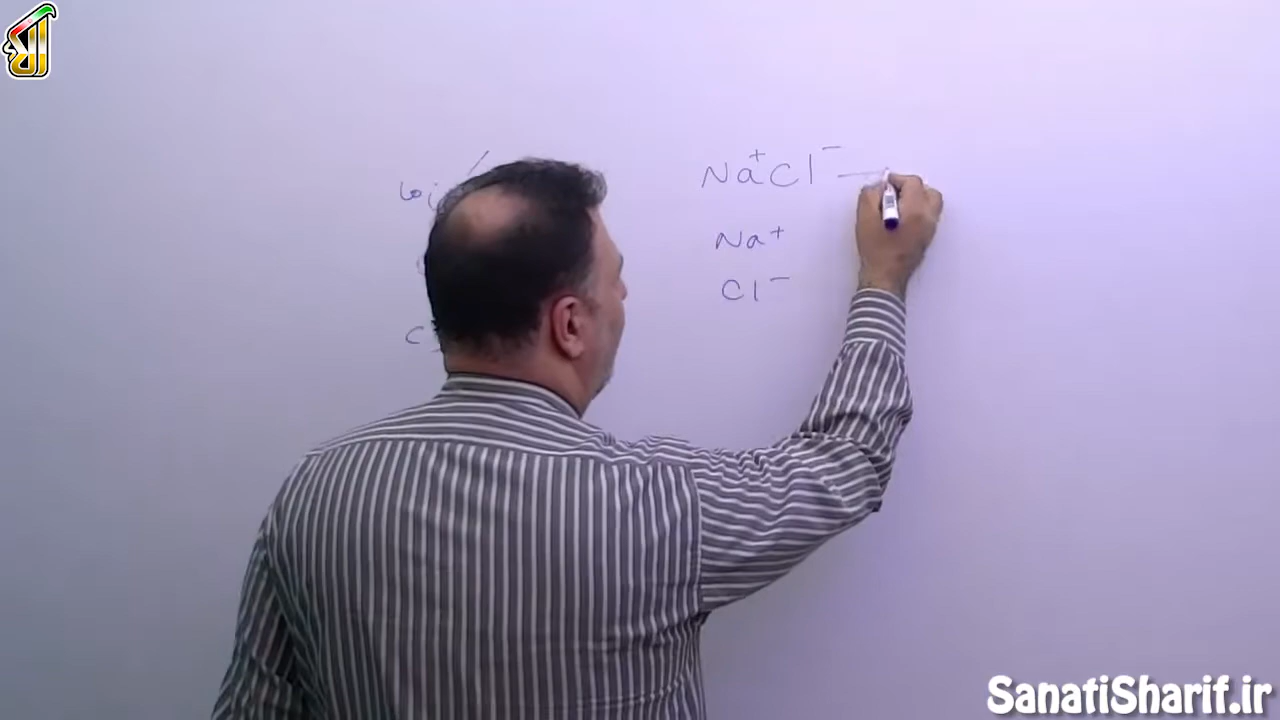 Na⁺Cl⁻ —
Na⁺
Cl⁻
SanatiSharif.ir